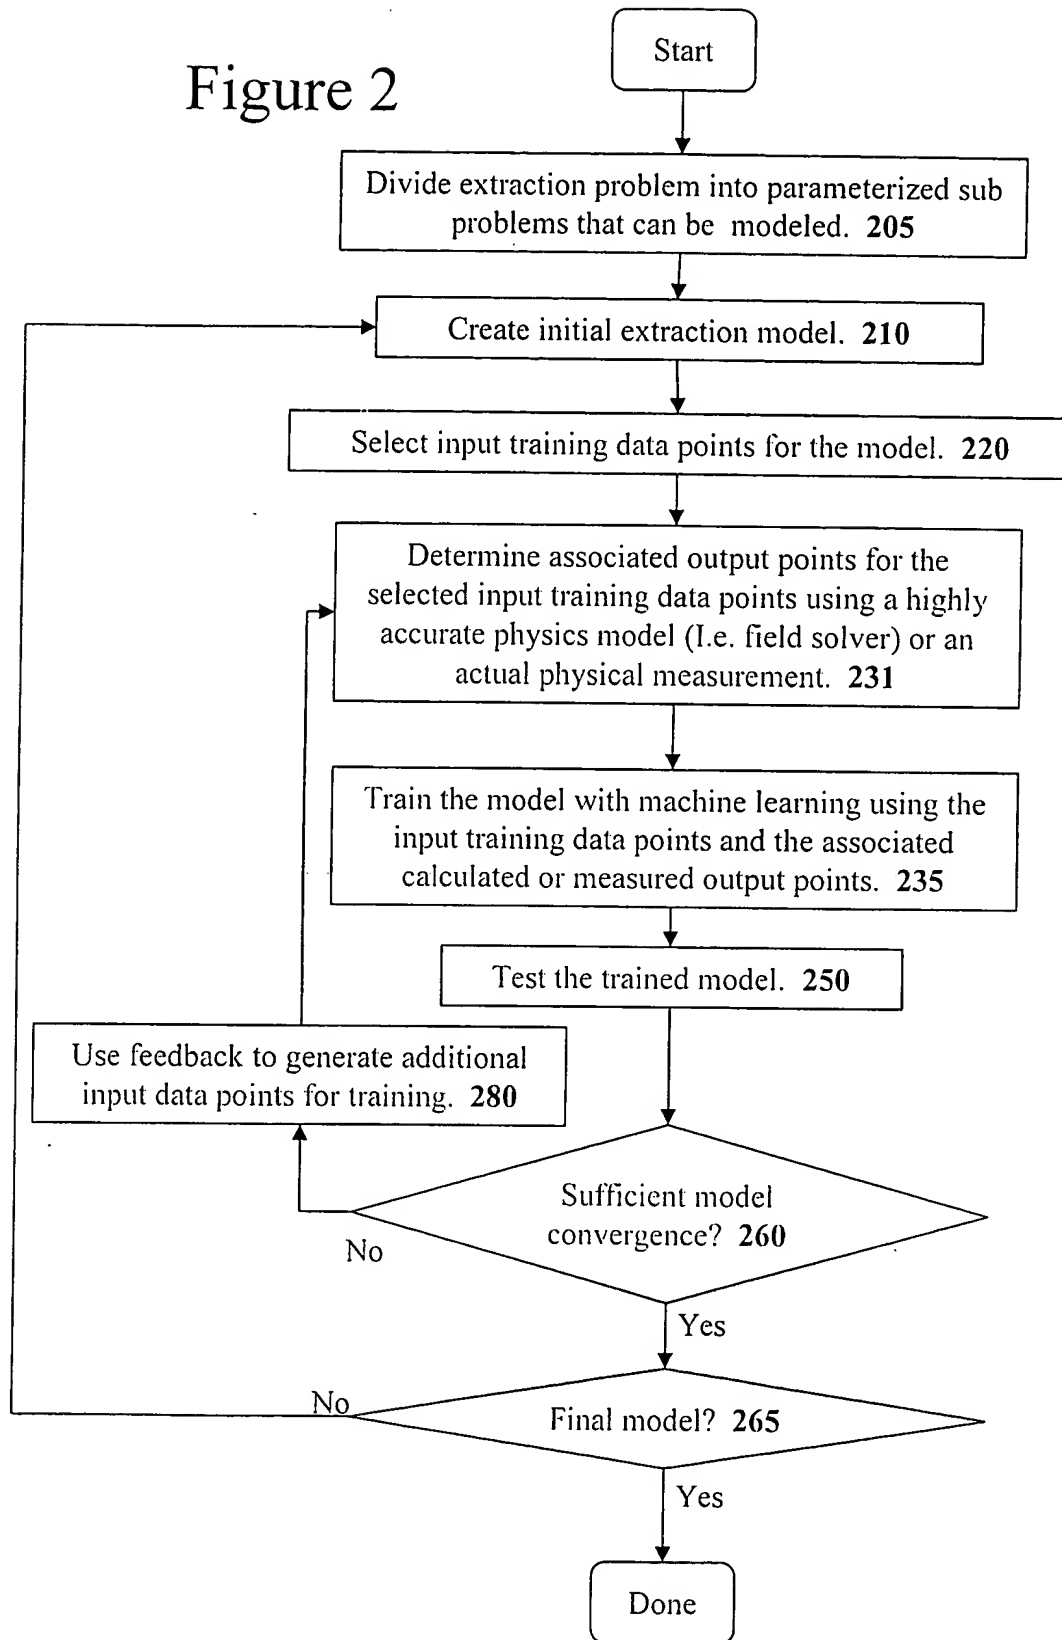 Start
Figure 2
Divide extraction problem into parameterized sub
problems that can be modeled. 205
Create initial extraction model. 210
Select input training data points for the model. 220
Determine associated output points for the
selected input training data points using a highly
accurate physics model (I.e. field solver) or an
actual physical measurement. 231
Train the model with machine learning using the
input training data points and the associated
calculated or measured output points. 235
Test the trained model. 250
Use feedback to generate additional
input data points for training. 280
Sufficient model
convergence? 260
No
Yes
No
Final model? 265
Yes
Done